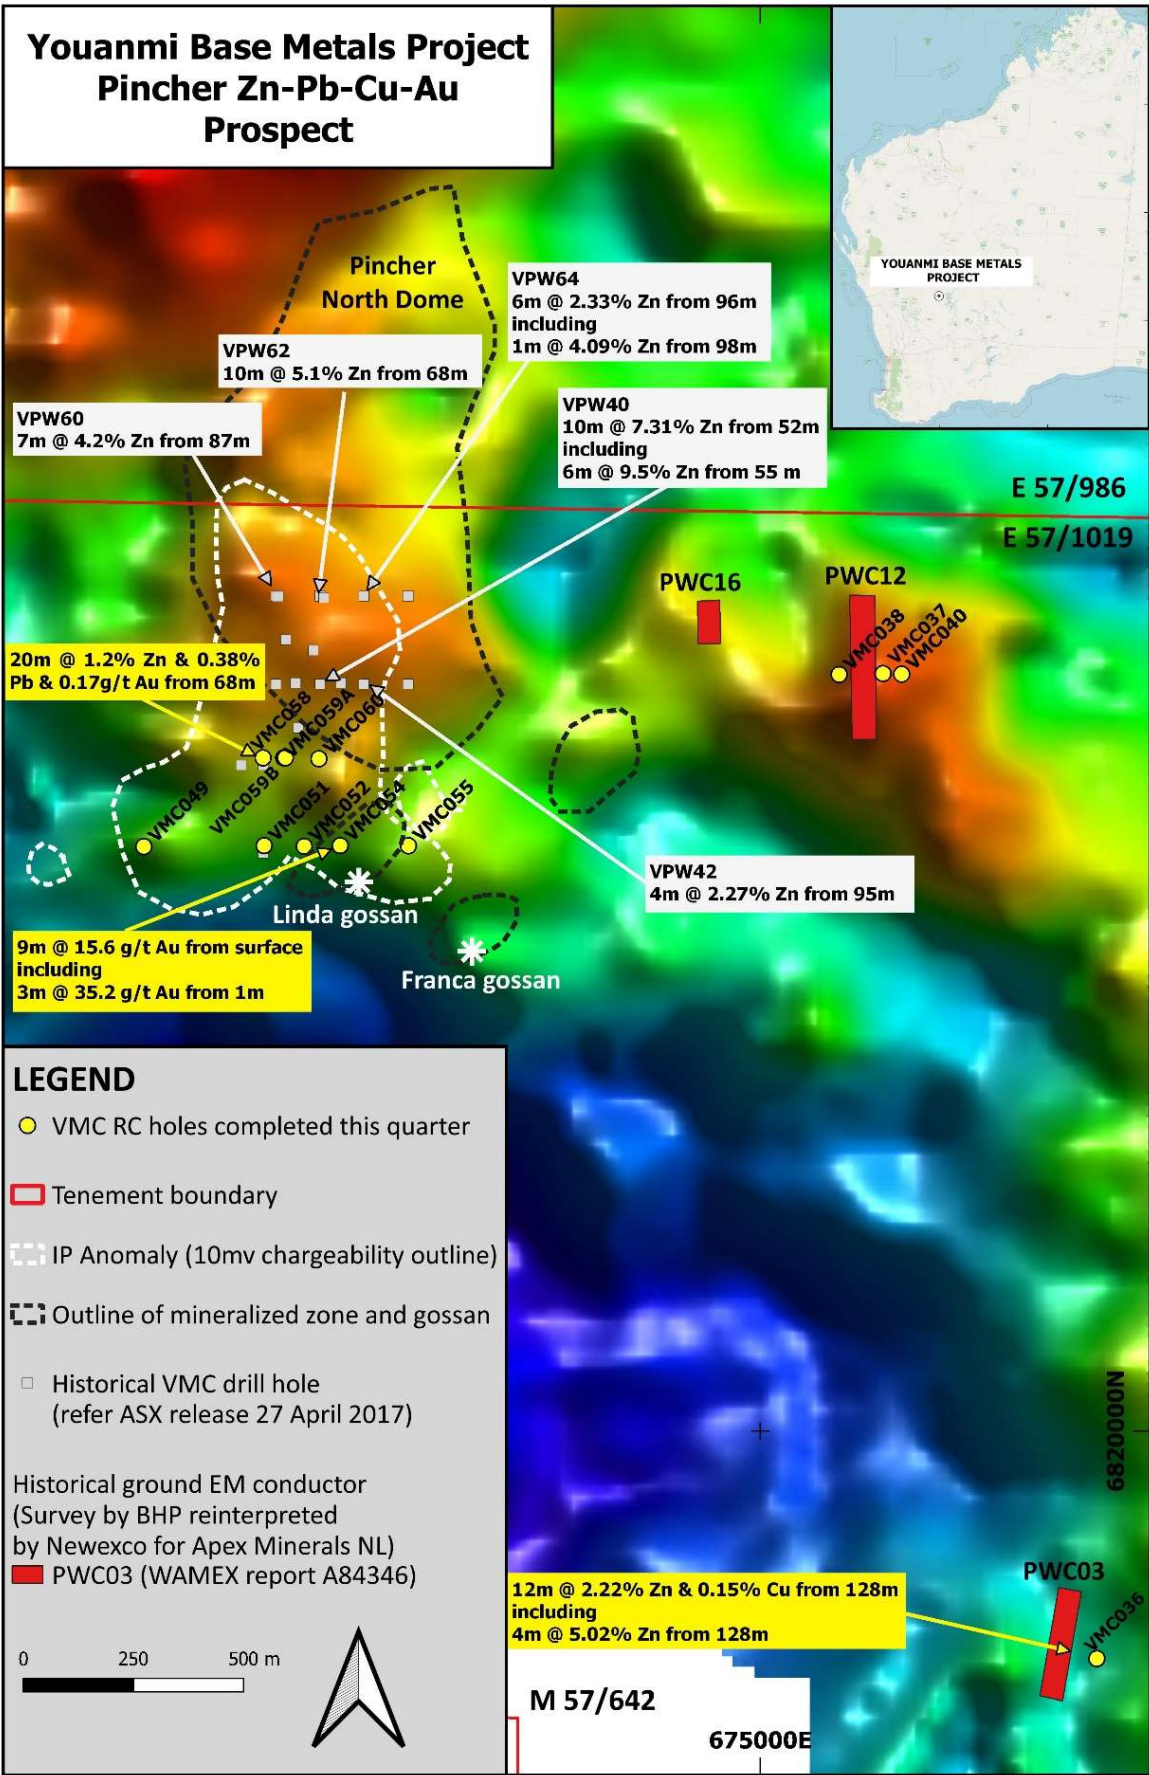 Youanmi Base Metals Project
Pincher Zn-Pb-Cu-Au
Prospect
YOUANMI BASE METALS
PROJECT
Pincher
North Dome
VPW64
6m @ 2.33% Zn from 96m
including
1m @ 4.09% Zn from 98m
VPW62
10m @ 5.1% Zn from 68m
VPW40
10m @ 7.31% Zn from 52m
including
6m @ 9.5% Zn from 55 m
VPW60
7m @ 4.2% Zn from 87m
E 57/986
E 57/1019
PWC16
PWC12
VMC038
VMC037
VMC040
20m @ 1.2% Zn & 0.38%
Pb & 0.17g/t Au from 68m
VMC058
VMC059A
VMC060
VMC049
VMC059B
VMC051
VMC052
VMC054
VMC055
VPW42
4m @ 2.27% Zn from 95m
Linda gossan
9m @ 15.6 g/t Au from surface
including
3m @ 35.2 g/t Au from 1m
Franca gossan
LEGEND
VMC RC holes completed this quarter
Tenement boundary
IP Anomaly (10mv chargeability outline)
Outline of mineralized zone and gossan
Historical VMC drill hole
(refer ASX release 27 April 2017)
Historical ground EM conductor
(Survey by BHP reinterpreted
by Newexco for Apex Minerals NL)
PWC03 (WAMEX report A84346)
0 250 500 m
6820000N
PWC03
VMC036
12m @ 2.22% Zn & 0.15% Cu from 128m
including
4m @ 5.02% Zn from 128m
M 57/642
675000E